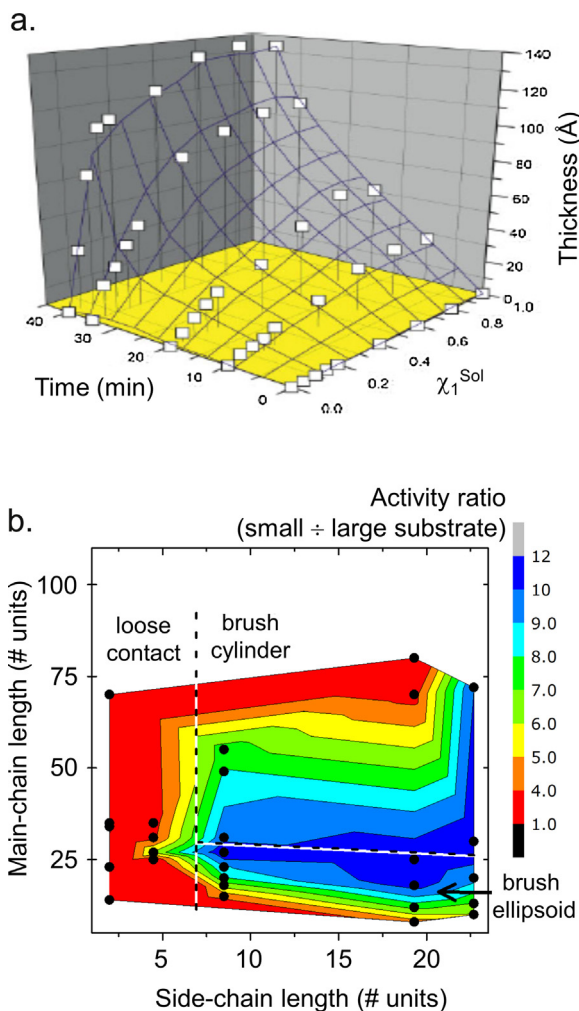 a.
140
120
100
80
60
40
20
0
Thickness (Å)
40
30
20
10
0
Time (min)
0.0
0.2
0.4
0.6
0.8
1.0
χ₁Sol
b.
Activity ratio
(small ÷ large substrate)
100
75
50
25
Main-chain length (# units)
loose
contact
brush
cylinder
brush
ellipsoid
12
10
9.0
8.0
7.0
6.0
5.0
4.0
1.0
5
10
15
20
Side-chain length (# units)